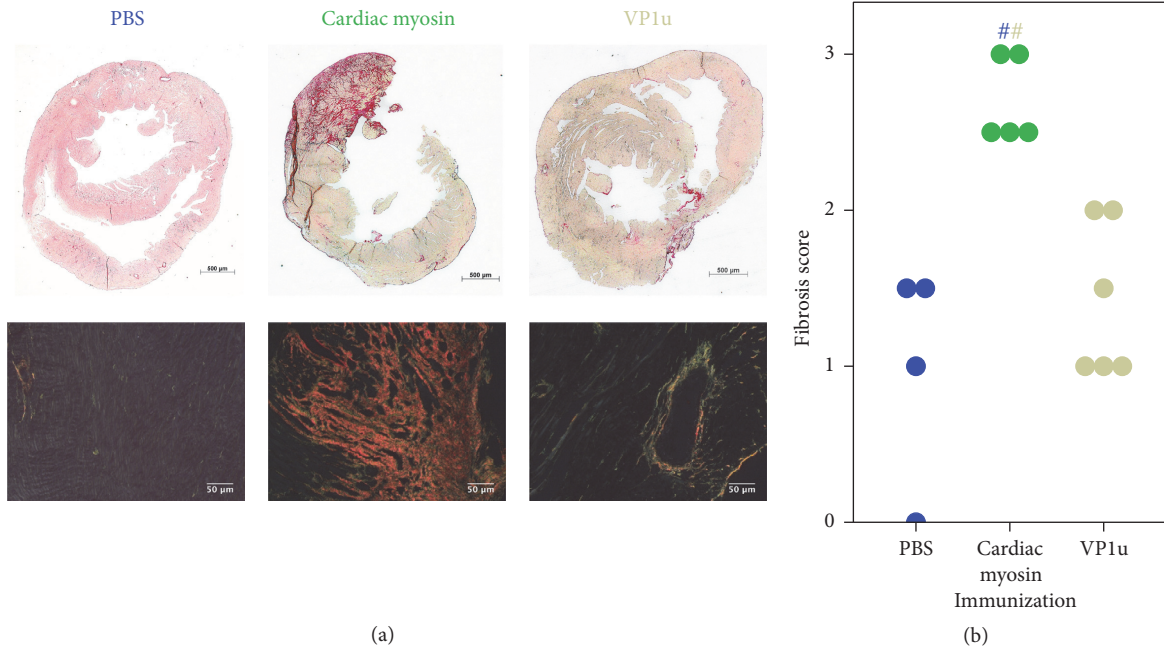 PBS
Cardiac myosin
VP1u
500 µm
500 µm
500 µm
50 µm
50 µm
50 µm
(a)
##
Fibrosis score
3
2
1
0
PBS
Cardiac
myosin
VP1u
Immunization
(b)